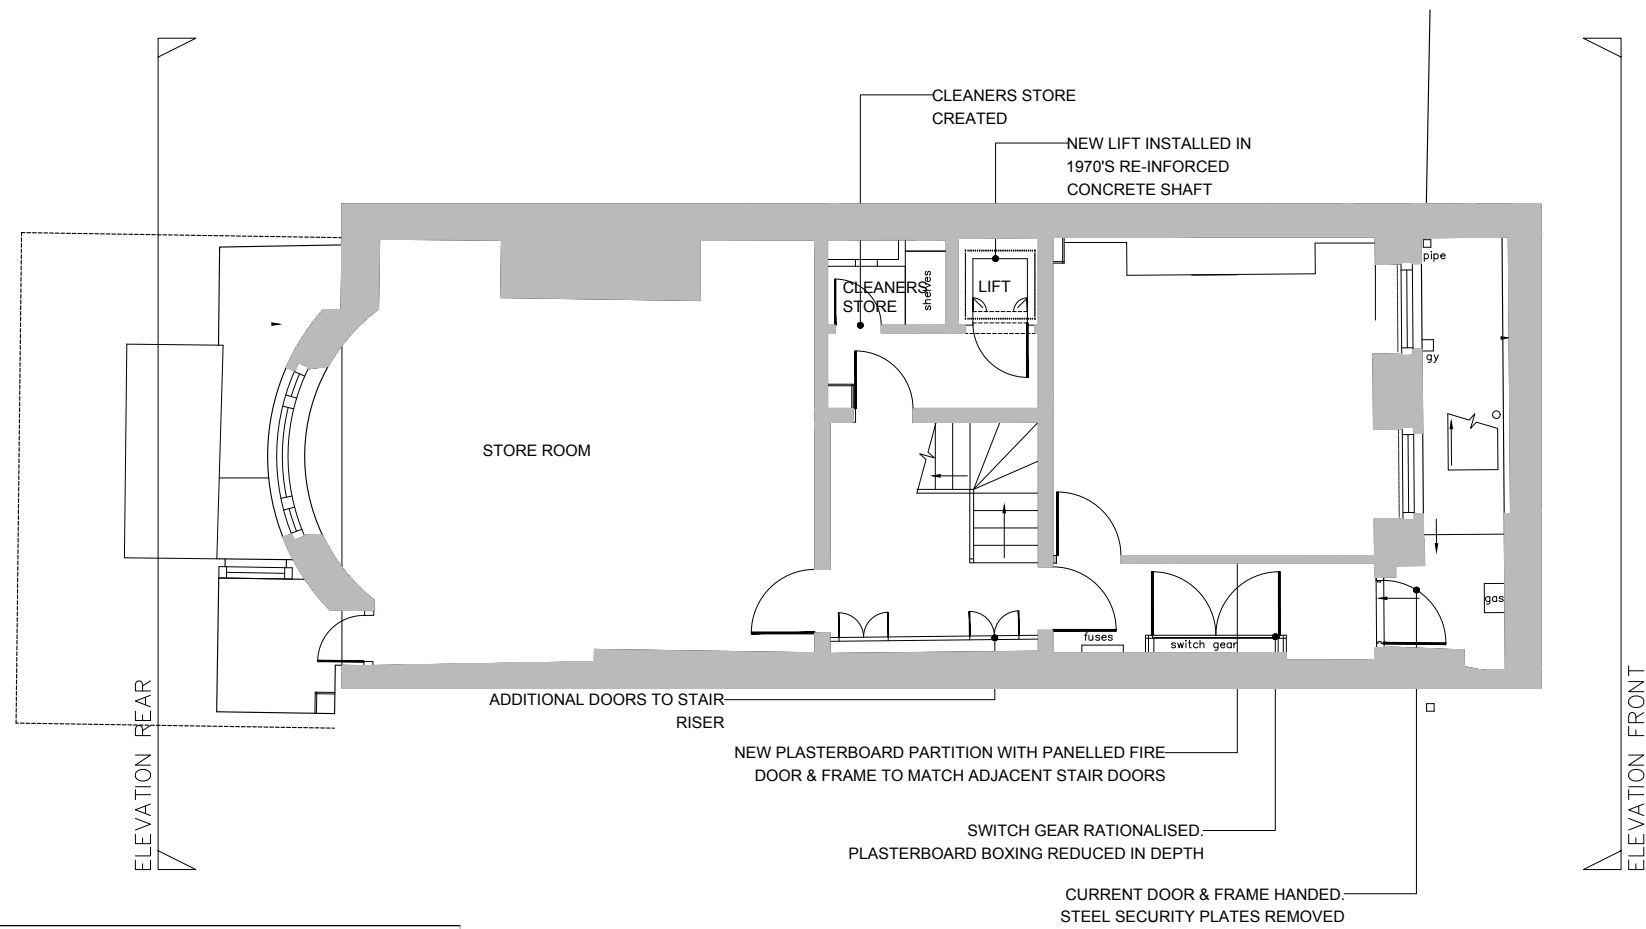 CLEANERS STORE
CREATED
NEW LIFT INSTALLED IN
1970'S RE-INFORCED
CONCRETE SHAFT
pipe
CLEANERS
STORE
shelves
LIFT
gy
STORE ROOM
gas
fuses
switch gear
ADDITIONAL DOORS TO STAIR
RISER
NEW PLASTERBOARD PARTITION WITH PANELLED FIRE
DOOR & FRAME TO MATCH ADJACENT STAIR DOORS
SWITCH GEAR RATIONALISED.
PLASTERBOARD BOXING REDUCED IN DEPTH
CURRENT DOOR & FRAME HANDED.
STEEL SECURITY PLATES REMOVED
ELEVATION REAR
ELEVATION FRONT